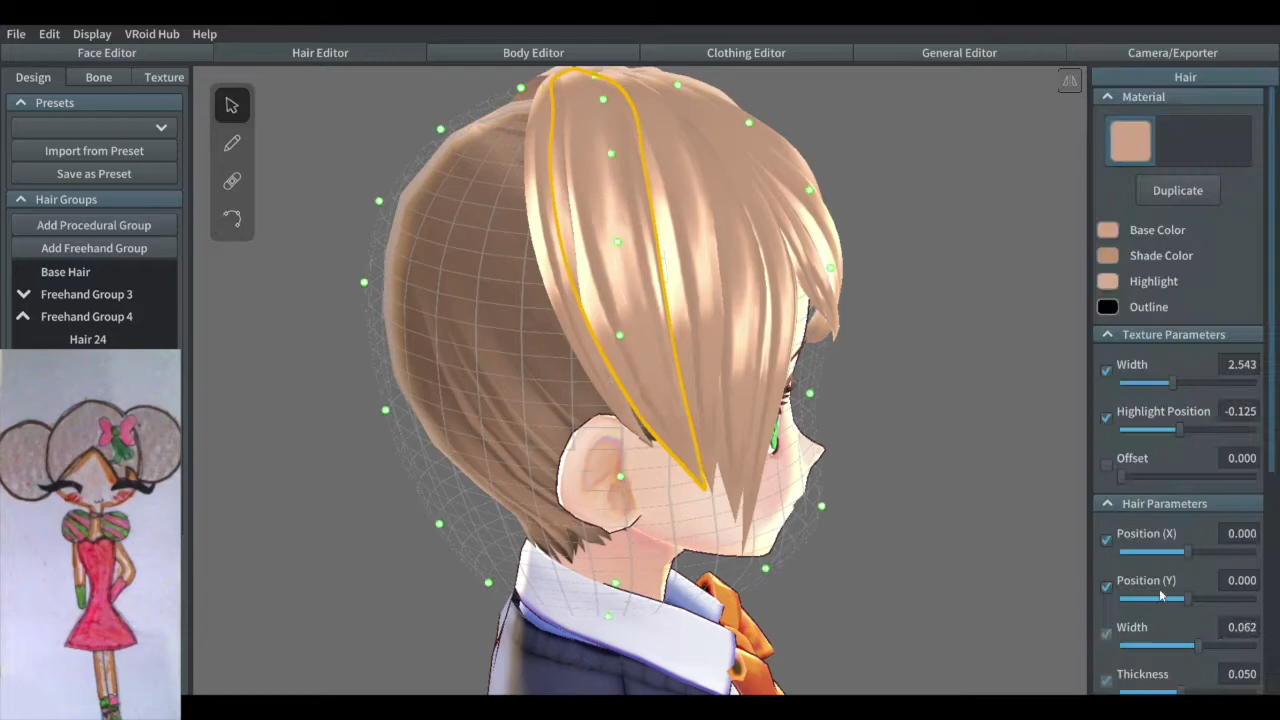 File Edit Display VRoid Hub Help
Face Editor Hair Editor Body Editor Clothing Editor General Editor Camera/Exporter
Design Bone Texture
Presets
Import from Preset
Save as Preset
Hair Groups
Add Procedural Group
Add Freehand Group
Base Hair
Freehand Group 3
Freehand Group 4
Hair 24
Hair
Material
Duplicate
Base Color
Shade Color
Highlight
Outline
Texture Parameters
Width 2.543
Highlight Position -0.125
Offset 0.000
Hair Parameters
Position (X) 0.000
Position (Y) 0.000
Width 0.062
Thickness 0.050